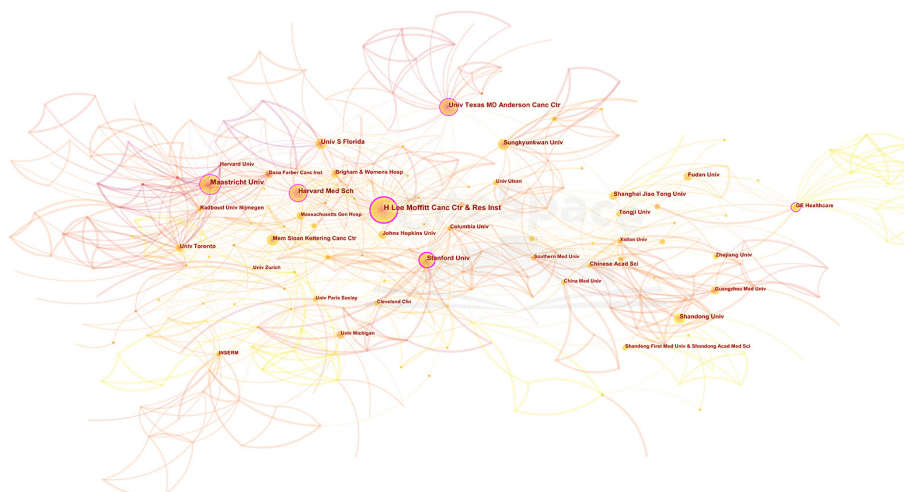 Univ Texas MD Anderson Canc Ctr
Univ S Florida
Sungkyunkwan Univ
Harvard Univ
Dana Farber Canc Inst
Brigham & Womens Hosp
Fudan Univ
Maastricht Univ
Univ Ulsan
Harvard Med Sch
Shanghai Jiao Tong Univ
Radboud Univ Nijmegen
H Lee Moffitt Canc Ctr & Res Inst
GE Healthcare
Massachusetts Gen Hosp
Tongji Univ
Columbia Univ
Johns Hopkins Univ
Mem Sloan Kettering Canc Ctr
Xidian Univ
Univ Toronto
Zhejiang Univ
Stanford Univ
Southern Med Univ
Chinese Acad Sci
Univ Zurich
China Med Univ
Guangzhou Med Univ
Univ Paris Saclay
Cleveland Clin
Shandong Univ
Univ Michigan
Shandong First Med Univ & Shandong Acad Med Sci
INSERM